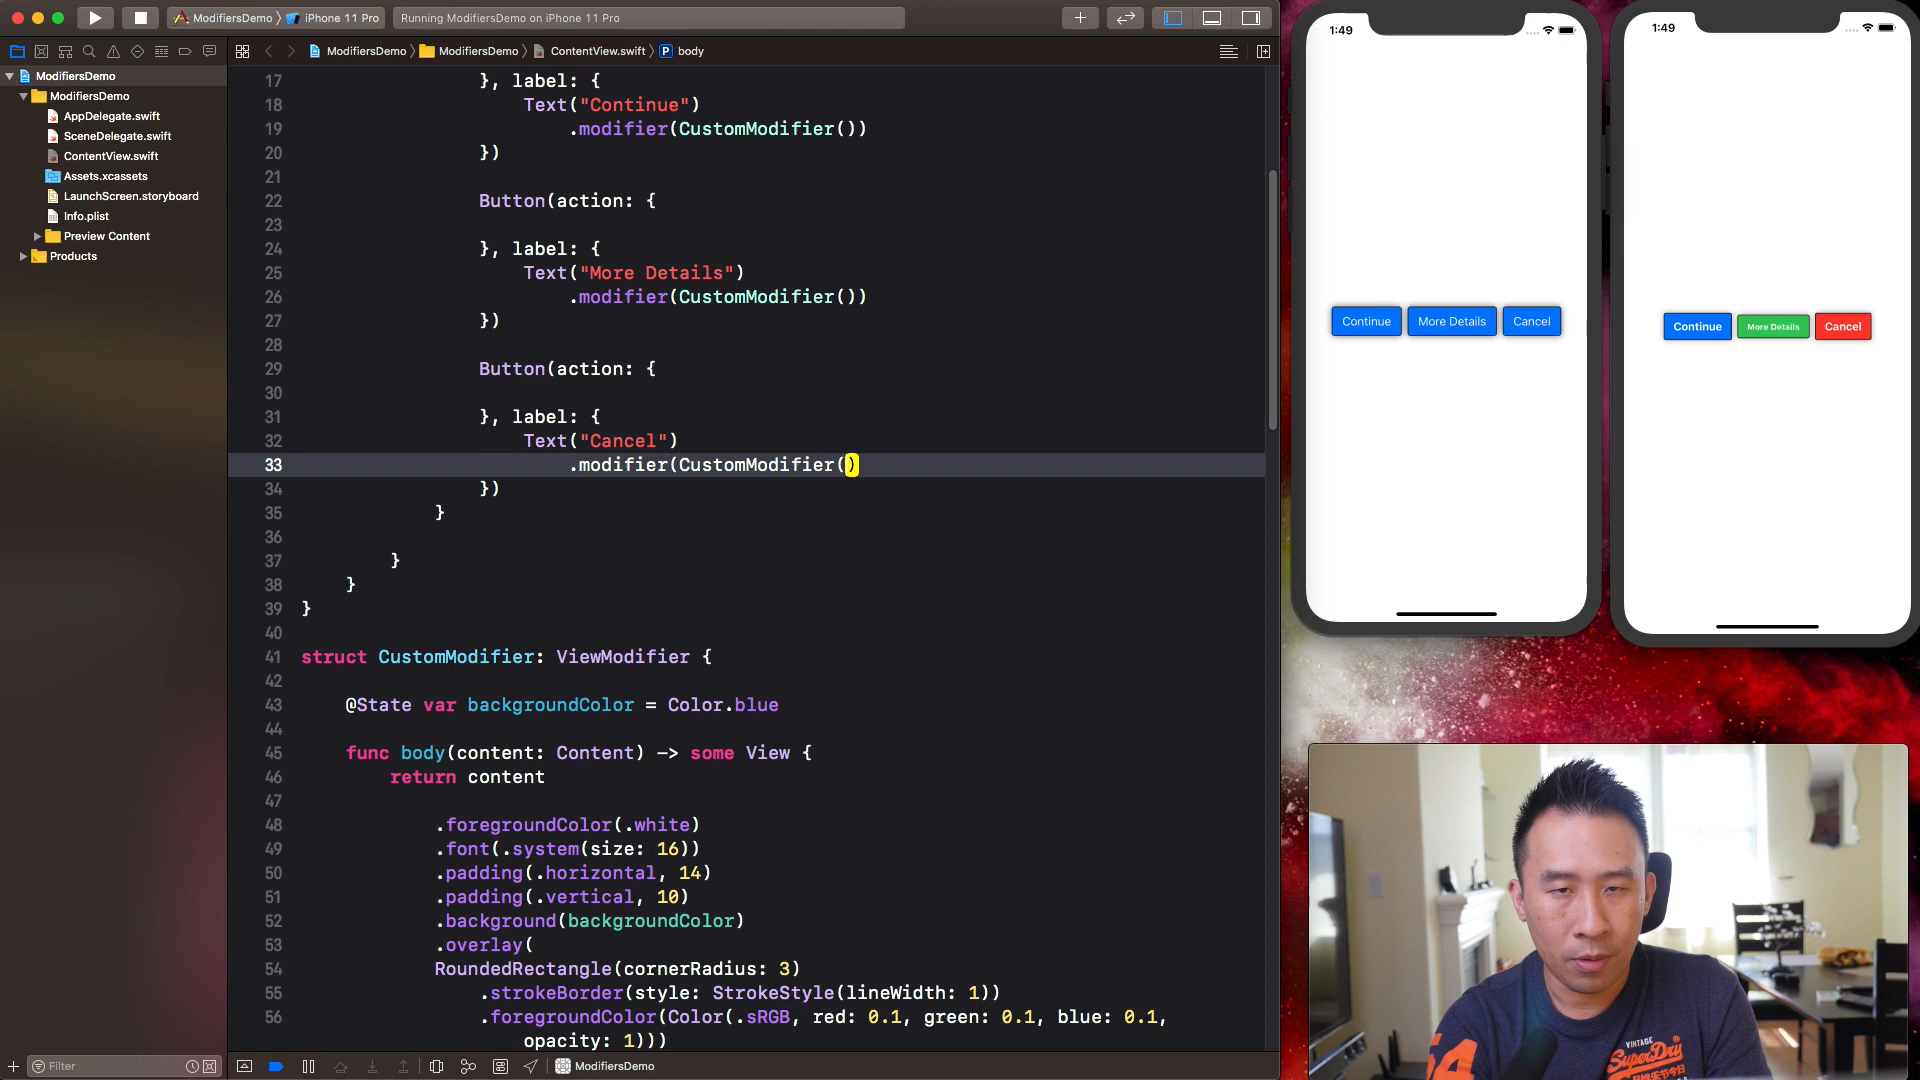 ModifiersDemo
iPhone 11 Pro
Running ModifiersDemo on iPhone 11 Pro
ModifiersDemo
ModifiersDemo
ContentView.swift
P
body
ModifiersDemo
ModifiersDemo
AppDelegate.swift
SceneDelegate.swift
ContentView.swift
Assets.xcassets
LaunchScreen.storyboard
Info.plist
Preview Content
Products
17 }, label: {
18 Text("Continue")
19 .modifier(CustomModifier())
20 })
21
22 Button(action: {
23
24 }, label: {
25 Text("More Details")
26 .modifier(CustomModifier())
27 })
28
29 Button(action: {
30
31 }, label: {
32 Text("Cancel")
33 .modifier(CustomModifier()
34 })
35 }
36
37 }
38 }
39 }
40
41 struct CustomModifier: ViewModifier {
42
43 @State var backgroundColor = Color.blue
44
45 func body(content: Content) -> some View {
46 return content
47
48 .foregroundColor(.white)
49 .font(.system(size: 16))
50 .padding(.horizontal, 14)
51 .padding(.vertical, 10)
52 .background(backgroundColor)
53 .overlay(
54 RoundedRectangle(cornerRadius: 3)
55 .strokeBorder(style: StrokeStyle(lineWidth: 1))
56 .foregroundColor(Color(.sRGB, red: 0.1, green: 0.1, blue: 0.1,
opacity: 1)))
Filter
ModifiersDemo
1:49
Continue
More Details
Cancel
1:49
Continue
More Details
Cancel
VINTAGE
SuperDry
54